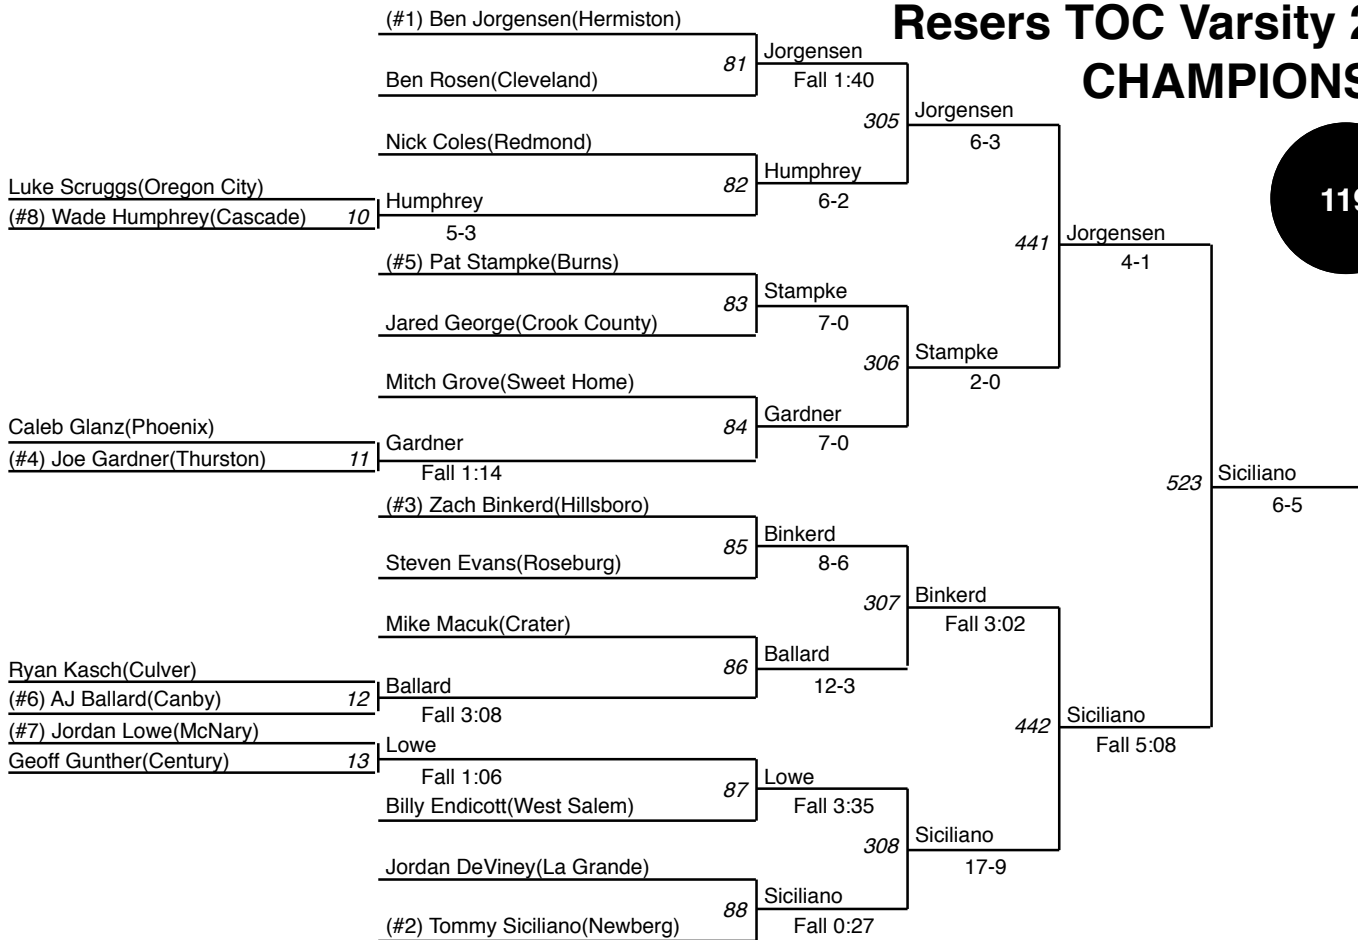 Resers TOC Varsity 2
CHAMPIONS
119
(#1) Ben Jorgensen(Hermiston)
81
Jorgensen
Fall 1:40
Ben Rosen(Cleveland)
305
Jorgensen
6-3
Nick Coles(Redmond)
82
Humphrey
6-2
Luke Scruggs(Oregon City)
(#8) Wade Humphrey(Cascade)
10
Humphrey
5-3
441
Jorgensen
4-1
(#5) Pat Stampke(Burns)
83
Stampke
7-0
Jared George(Crook County)
306
Stampke
2-0
Mitch Grove(Sweet Home)
84
Gardner
7-0
Caleb Glanz(Phoenix)
(#4) Joe Gardner(Thurston)
11
Gardner
Fall 1:14
523
Siciliano
6-5
(#3) Zach Binkerd(Hillsboro)
85
Binkerd
8-6
Steven Evans(Roseburg)
307
Binkerd
Fall 3:02
Mike Macuk(Crater)
86
Ballard
12-3
Ryan Kasch(Culver)
(#6) AJ Ballard(Canby)
12
Ballard
Fall 3:08
442
Siciliano
Fall 5:08
(#7) Jordan Lowe(McNary)
Geoff Gunther(Century)
13
Lowe
Fall 1:06
87
Lowe
Fall 3:35
Billy Endicott(West Salem)
308
Siciliano
17-9
Jordan DeViney(La Grande)
88
Siciliano
Fall 0:27
(#2) Tommy Siciliano(Newberg)